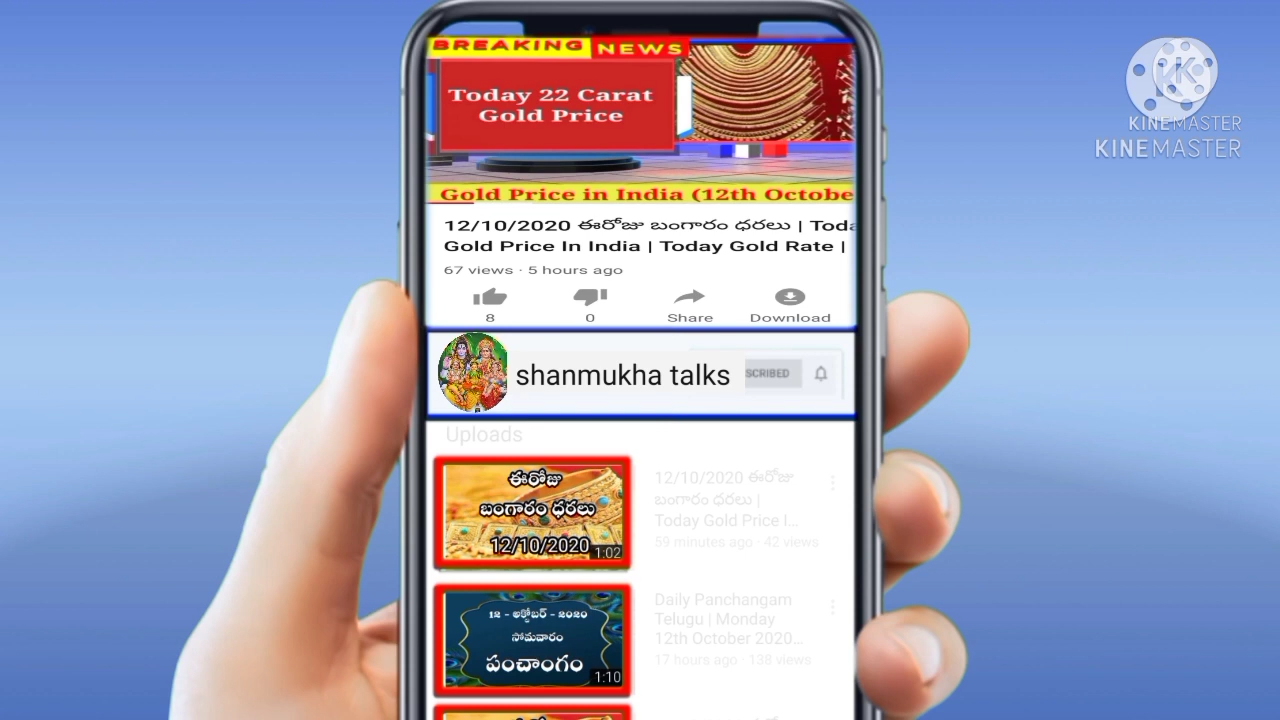 BREAKING NEWS
Today 22 Carat
Gold Price
Gold Price in India (12th Octobe
12/10/2020 ఈరోజు బంగారం ధరలు | Toda
Gold Price In India | Today Gold Rate |
67 views · 5 hours ago
8
0
Share
Download
shanmukha talks
SCRIBED
Uploads
ఈరోజు
బంగారం ధరలు
12/10/2020
1:02
12/10/2020 ఈరోజు
బంగారం ధరలు |
Today Gold Price I...
59 minutes ago · 42 views
12 - అక్టోబర్ - 2020
సోమవారం
పంచాంగం
1:10
Daily Panchangam
Telugu | Monday
12th October 2020...
17 hours ago · 138 views
KINEMASTER
KINEMASTER